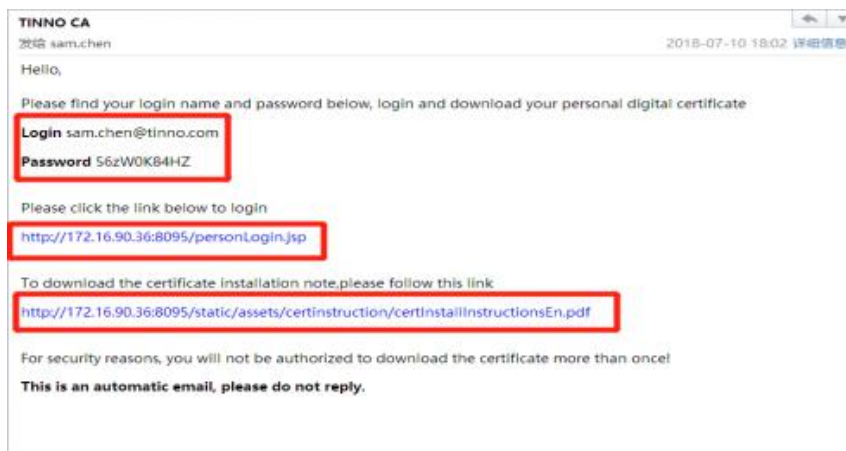 TINNO CA
发给 sam.chen
2018-07-10 18:02 详细信息
Hello,
Please find your login name and password below, login and download your personal digital certificate
Login sam.chen@tinno.com
Password S6zW0K84HZ
Please click the link below to login
http://172.16.90.36:8095/personLogin.jsp
To download the certificate installation note,please follow this link
http://172.16.90.36:8095/static/assets/certinstruction/certInstallInstructionsEn.pdf
For security reasons, you will not be authorized to download the certificate more than once!
This is an automatic email, please do not reply.